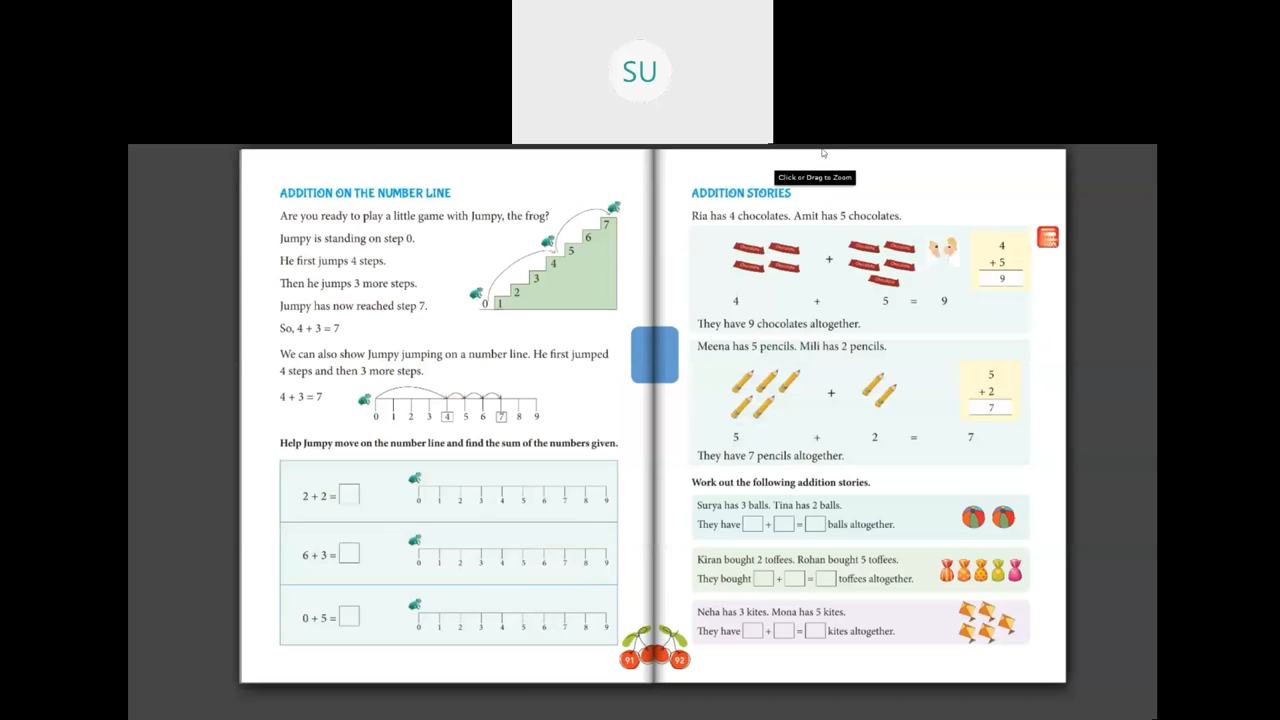 SU
Click or Drag to Zoom
ADDITION ON THE NUMBER LINE
Are you ready to play a little game with Jumpy, the frog?
Jumpy is standing on step 0.
He first jumps 4 steps.
Then he jumps 3 more steps.
Jumpy has now reached step 7.
So, 4 + 3 = 7
0 1 2 3 4 5 6 7
We can also show Jumpy jumping on a number line. He first jumped
4 steps and then 3 more steps.
4 + 3 = 7
0 1 2 3 4 5 6 7 8 9
Help Jumpy move on the number line and find the sum of the numbers given.
2 + 2 =
0 1 2 3 4 5 6 7 8 9
6 + 3 =
0 1 2 3 4 5 6 7 8 9
0 + 5 =
0 1 2 3 4 5 6 7 8 9
91
ADDITION STORIES
Ria has 4 chocolates. Amit has 5 chocolates.
+
4 + 5 = 9
4
+ 5
9
They have 9 chocolates altogether.
Meena has 5 pencils. Mili has 2 pencils.
+
5
+ 2
7
5 + 2 = 7
They have 7 pencils altogether.
Work out the following addition stories.
Surya has 3 balls. Tina has 2 balls.
They have + = balls altogether.
Kiran bought 2 toffees. Rohan bought 5 toffees.
They bought + = toffees altogether.
Neha has 3 kites. Mona has 5 kites.
They have + = kites altogether.
92